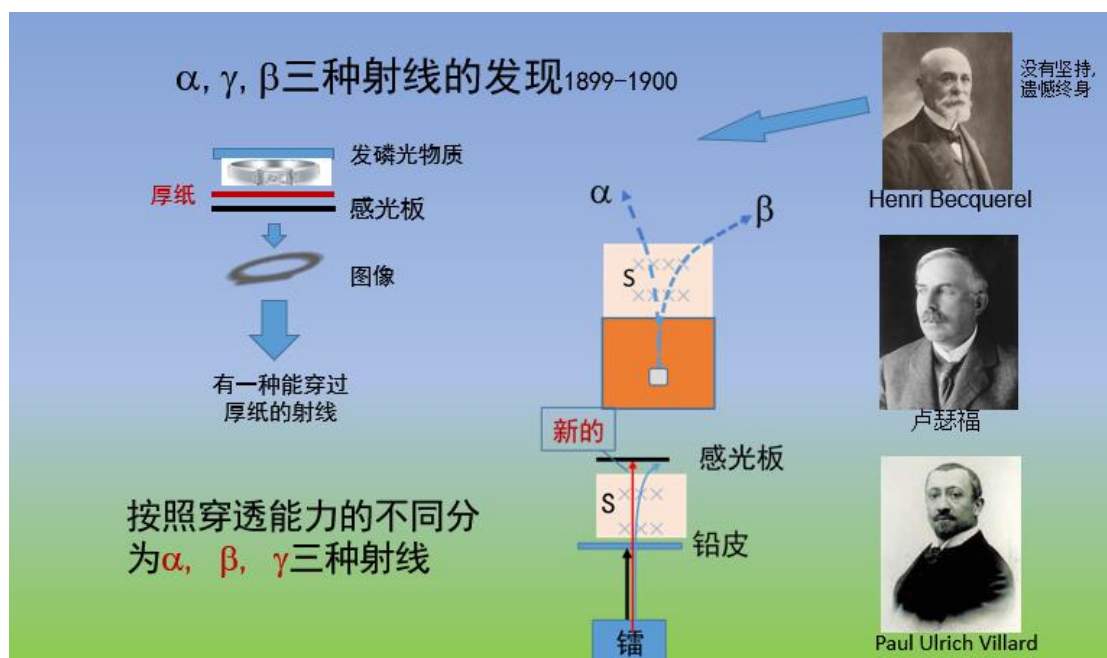 α, γ, β三种射线的发现1899-1900
没有坚持,
遗憾终身
Henri Becquerel
发磷光物质
厚纸
感光板
图像
有一种能穿过
厚纸的射线
α
β
S
××××
××××
卢瑟福
新的
感光板
S
×××
×××
铅皮
镭
按照穿透能力的不同分
为α, β, γ三种射线
Paul Ulrich Villard